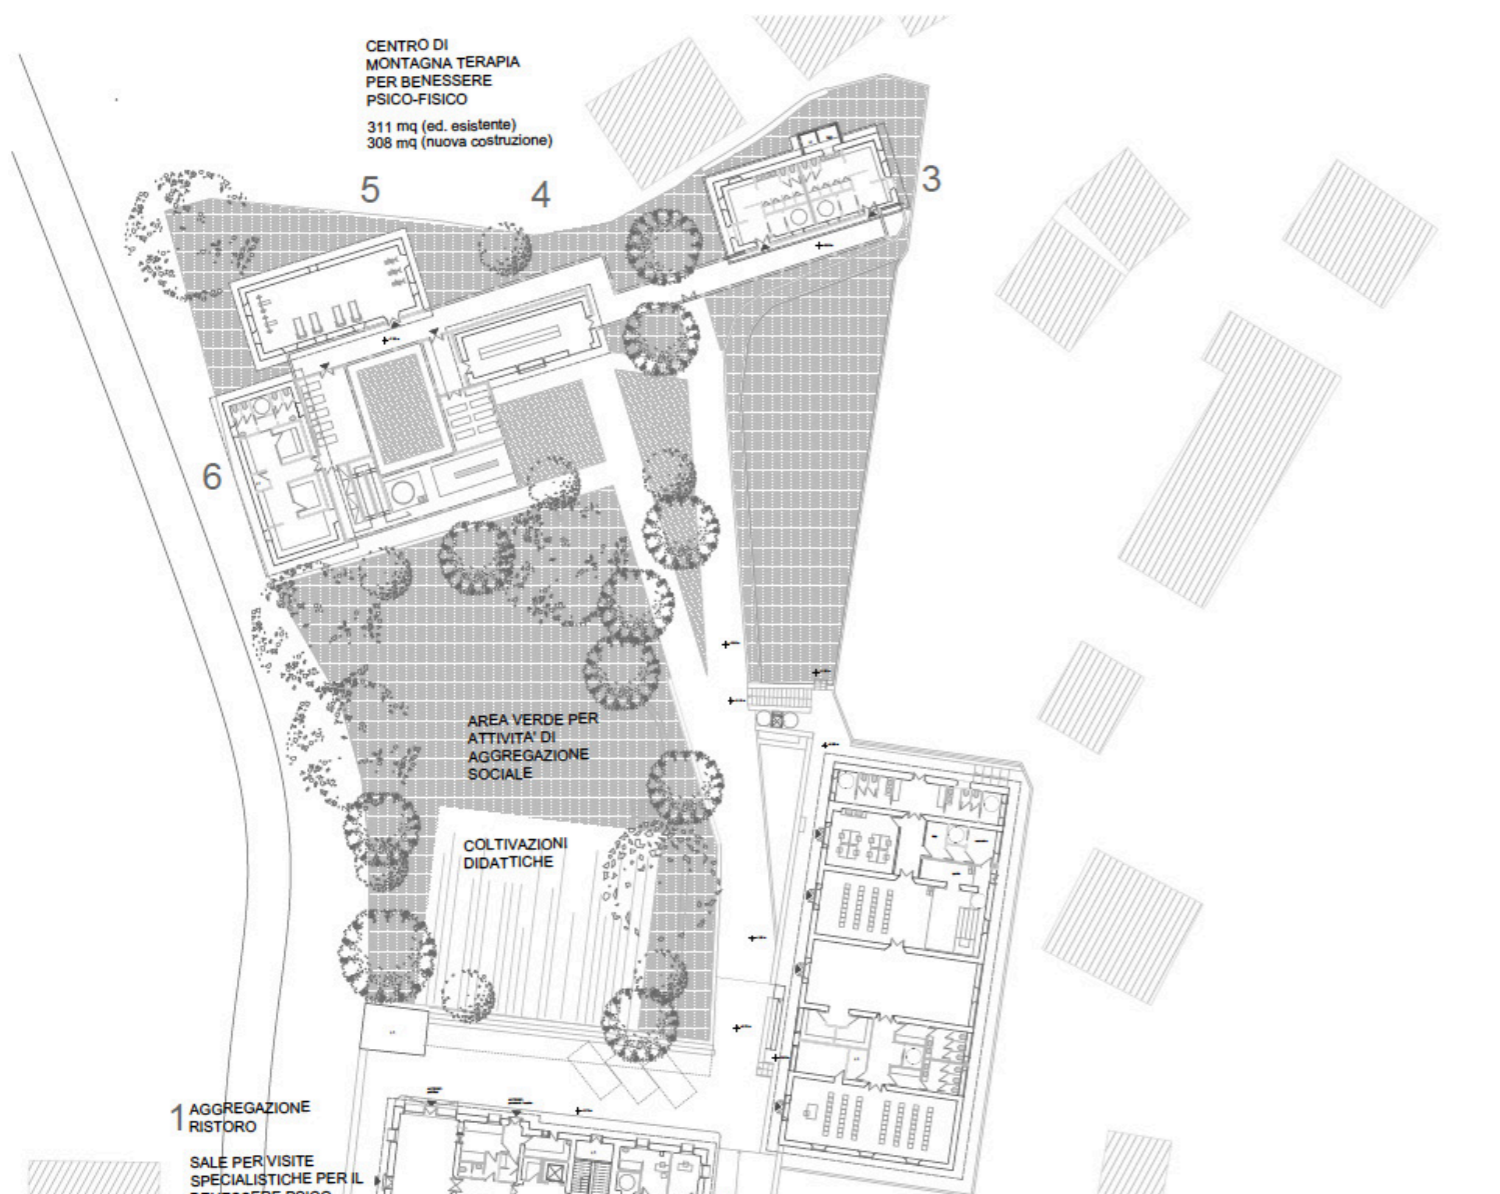 CENTRO DI
MONTAGNA TERAPIA
PER BENESSERE
PSICO-FISICO
311 mq (ed. esistente)
308 mq (nuova costruzione)
5
4
3
6
AREA VERDE PER
ATTIVITA' DI
AGGREGAZIONE
SOCIALE
COLTIVAZIONI
DIDATTICHE
1
AGGREGAZIONE
RISTORO
SALE PER VISITE
SPECIALISTICHE PER IL